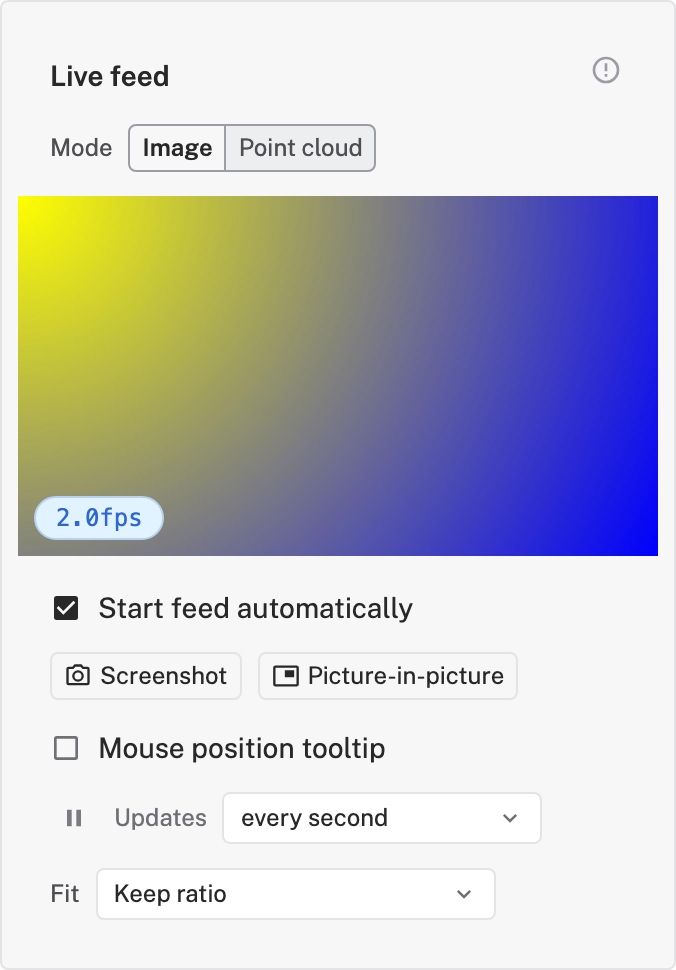 Live feed
Mode Image Point cloud
2.0fps
Start feed automatically
Screenshot Picture-in-picture
Mouse position tooltip
Updates every second
Fit Keep ratio